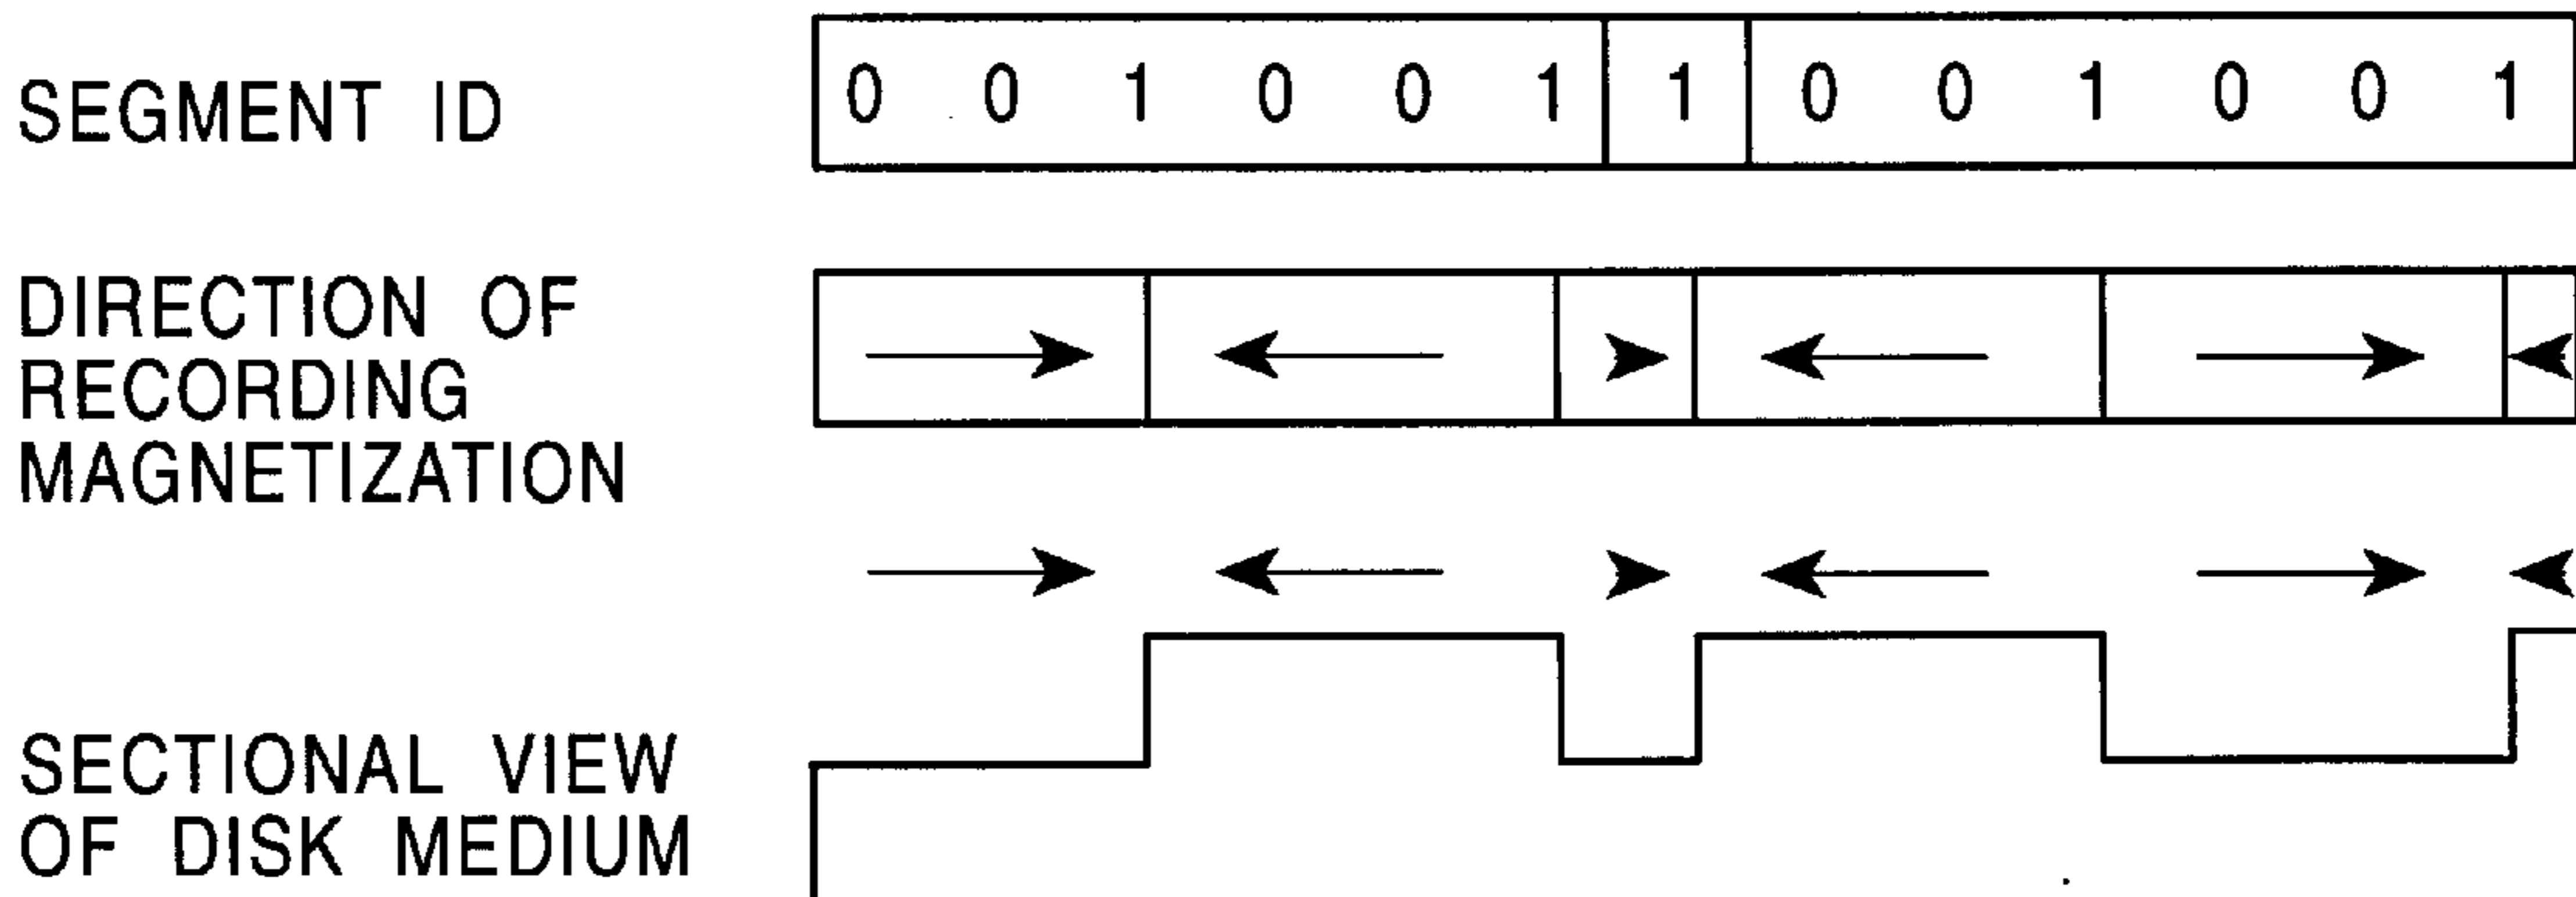 SEGMENT ID
0 0 1 0 0 1 1 0 0 1 0 0 1
DIRECTION OF
RECORDING
MAGNETIZATION
SECTIONAL VIEW
OF DISK MEDIUM